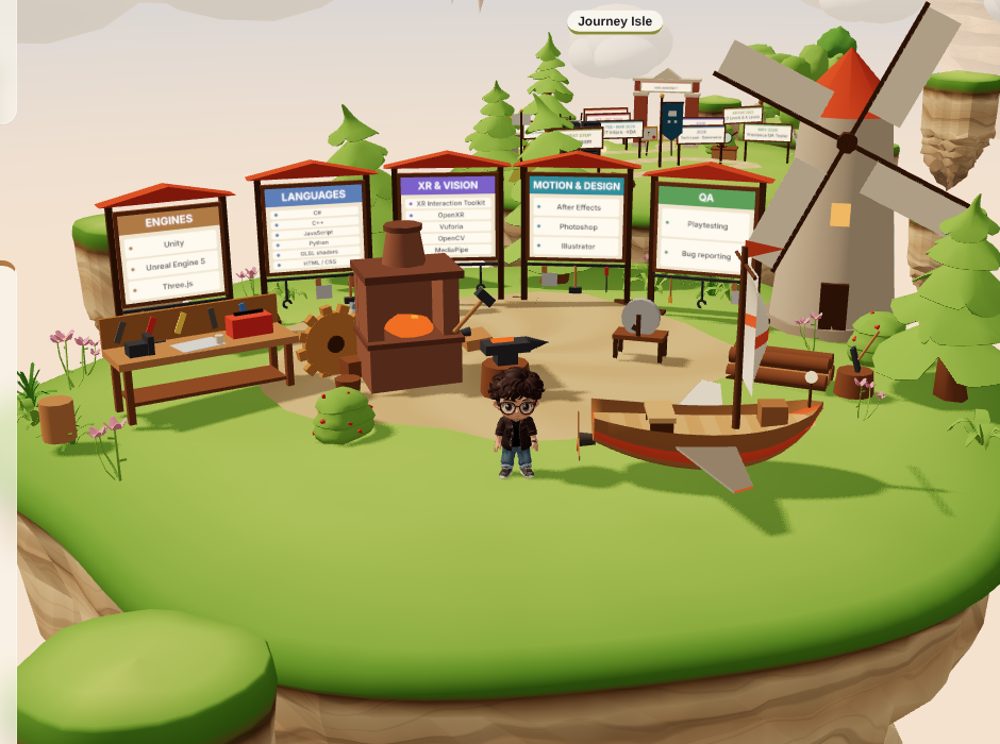 Journey Isle
ENGINES
Unity
Unreal Engine 5
Three.js
LANGUAGES
C#
C++
JavaScript
Python
GLSL shaders
HTML / CSS
XR & VISION
XR Interaction Toolkit
OpenXR
Vuforia
OpenCV
MediaPipe
MOTION & DESIGN
After Effects
Photoshop
Illustrator
QA
Playtesting
Bug reporting